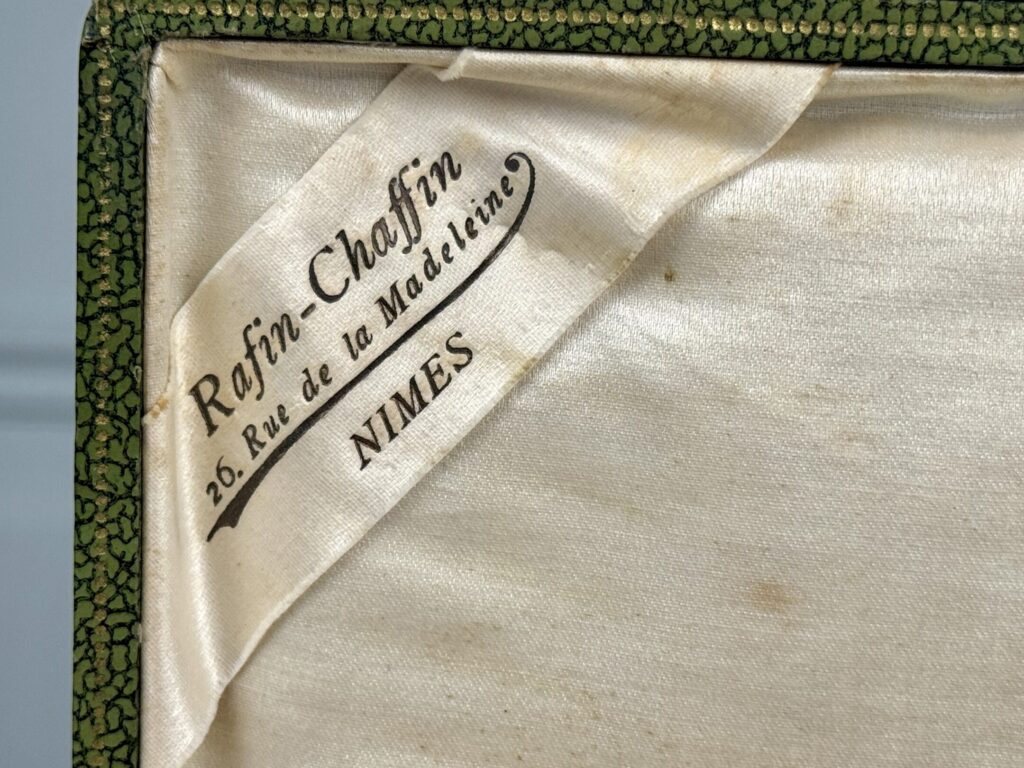 Rafin-Chaffin
26. Rue de la Madeleine
NIMES